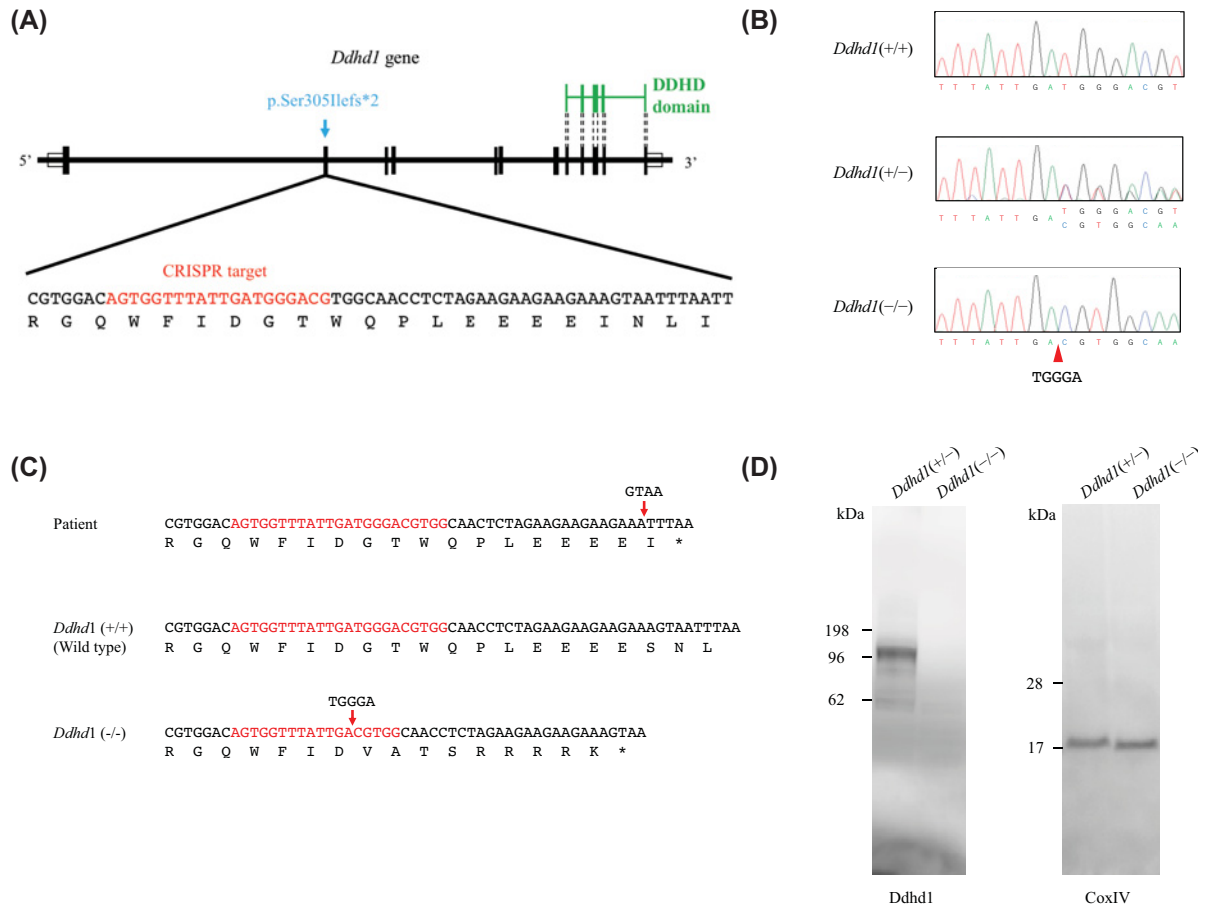 (A)
Ddhd1 gene
p.Ser305Ilefs*2
DDHD
domain
5’
3’
CRISPR target
CGTGGACAGTGGTTTATTGATGGGACGTGGCAACCTCTAGAAGAAGAAGAAAGTAATTTAATT
R G Q W F I D G T W Q P L E E E E I N L I
(B)
Ddhd1(+/+)
T T T A T T G A T G G G A C G T
Ddhd1(+/−)
T T T A T T G A T G G G A C G T
C G T G G C A A
Ddhd1(−/−)
T T T A T T G A C G T G G C A A
TGGGA
(C)
GTAA
Patient
CGTGGACAGTGGTTTATTGATGGGACGTGGCAACTCTAGAAGAAGAAGAAATTTAA
R G Q W F I D G T W Q P L E E E E I *
Ddhd1 (+/+)
(Wild type)
CGTGGACAGTGGTTTATTGATGGGACGTGGCAACCTCTAGAAGAAGAAGAAAGTAATTTAA
R G Q W F I D G T W Q P L E E E E S N L
TGGGA
Ddhd1 (-/-)
CGTGGACAGTGGTTTATTGACGTGGCAACCTCTAGAAGAAGAAGAAAGTAA
R G Q W F I D V A T S R R R R K *
(D)
Ddhd1(+/−)
Ddhd1(−/−)
kDa
198
96
62
Ddhd1
Ddhd1(+/−)
Ddhd1(−/−)
kDa
28
17
CoxIV